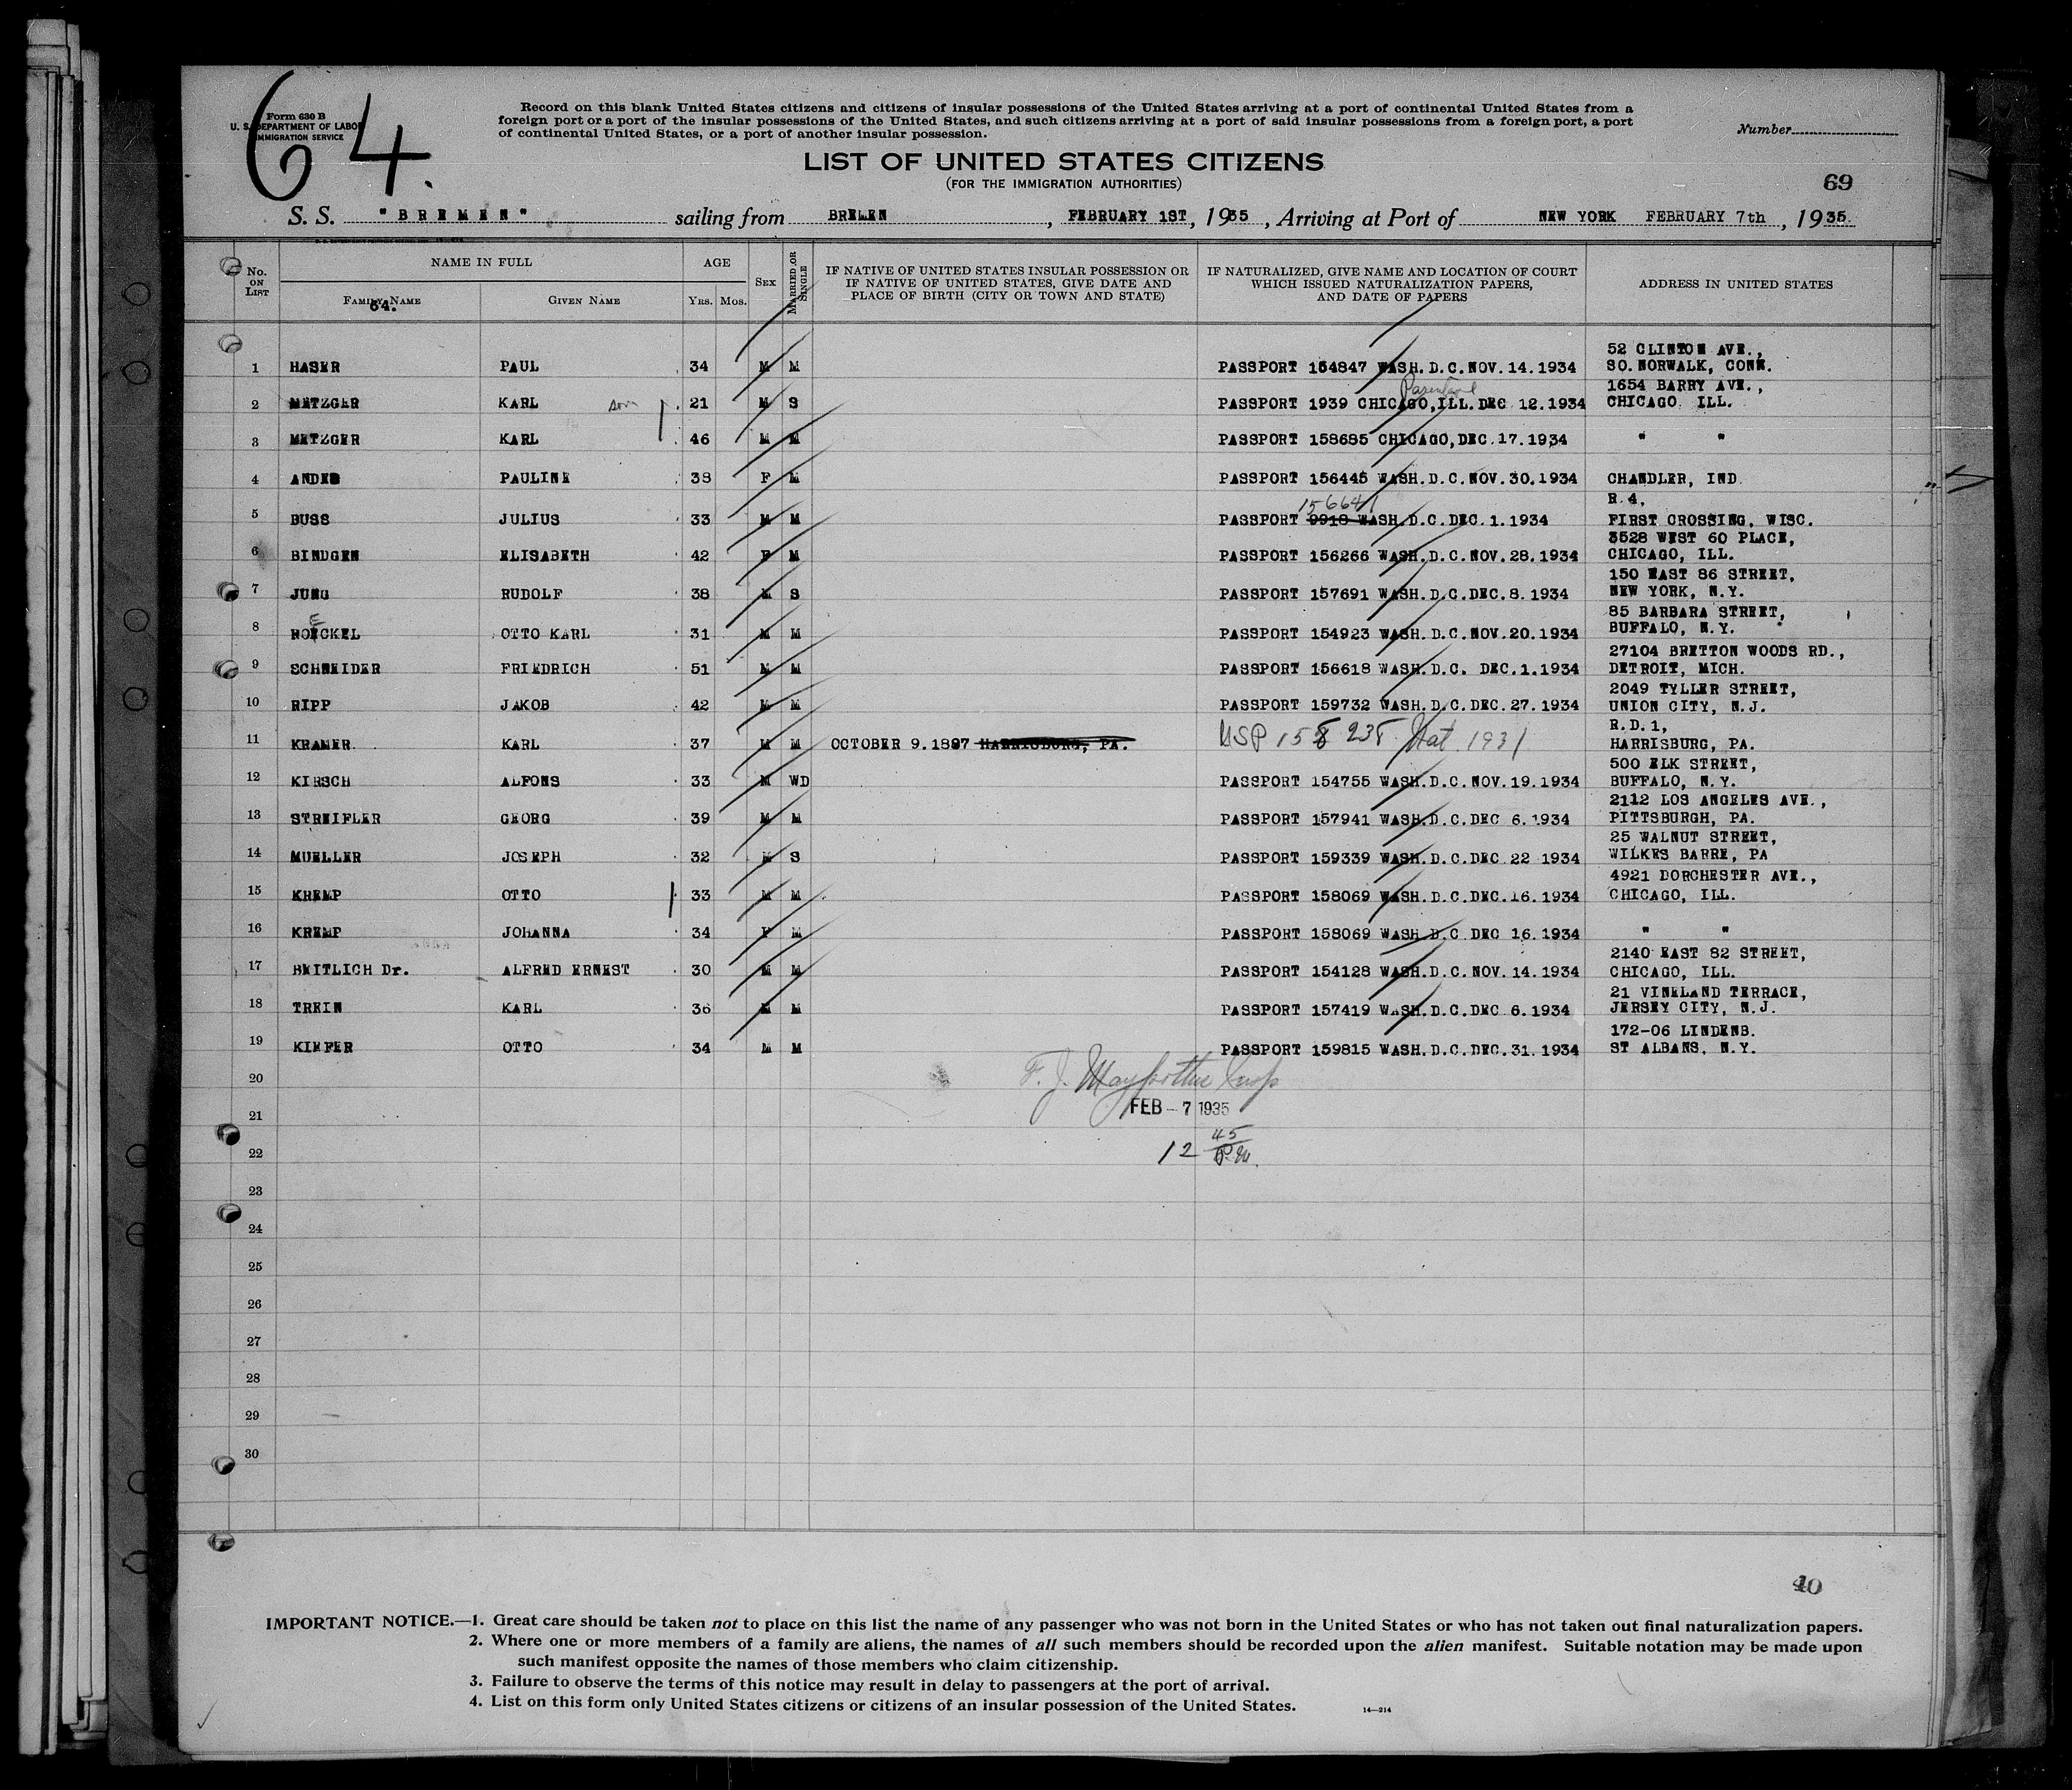 64.
Form 630 B
U. S. DEPARTMENT OF LABOR
IMMIGRATION SERVICE
Record on this blank United States citizens and citizens of insular possessions of the United States arriving at a port of continental United States from a
foreign port or a port of the insular possessions of the United States, and such citizens arriving at a port of said insular possessions from a foreign port, a port
of continental United States, or a port of another insular possession.
Number
LIST OF UNITED STATES CITIZENS
(FOR THE IMMIGRATION AUTHORITIES)
69
S. S. "BREMEN" sailing from BREMEN, FEBRUARY 1ST, 1935, Arriving at Port of NEW YORK FEBRUARY 7th, 1935.
No. ON LIST
NAME IN FULL
FAMILY NAME
64.
GIVEN NAME
AGE
YRS. MOS.
SEX
MARRIED OR SINGLE
IF NATIVE OF UNITED STATES INSULAR POSSESSION OR
IF NATIVE OF UNITED STATES, GIVE DATE AND
PLACE OF BIRTH (CITY OR TOWN AND STATE)
IF NATURALIZED, GIVE NAME AND LOCATION OF COURT
WHICH ISSUED NATURALIZATION PAPERS,
AND DATE OF PAPERS
ADDRESS IN UNITED STATES
52 CLINTON AVE.,
1 HASER PAUL 34 M M PASSPORT 154847 WASH.D.C.NOV.14.1934 SO.NORWALK, CONN.
1654 BARRY AVE.,
2 METZGER KARL son 21 M S PASSPORT 1939 CHICAGO,ILL.DEC 12.1934 CHICAGO ILL.
3 METZGER KARL 46 M M PASSPORT 158685 CHICAGO,DEC.17.1934 " "
4 ANDES PAULINE 38 F M PASSPORT 156445 WASH.D.C.NOV.30.1934 CHANDLER, IND
156641 R.4,
5 BUSS JULIUS 33 M M PASSPORT 9918 WASH.D.C.DEC.1.1934 FIRST CROSSING, WISC.
3528 WEST 60 PLACE,
6 BINDGEN ELISABETH 42 F M PASSPORT 156266 WASH.D.C.NOV.28.1934 CHICAGO, ILL.
150 EAST 86 STREET,
7 JUNG RUDOLF 38 M S PASSPORT 157691 WASH.D.C.DEC.8.1934 NEW YORK, N.Y.
E 85 BARBARA STREET,
8 ROECKEL OTTO KARL 31 M M PASSPORT 154923 WASH.D.C.NOV.20.1934 BUFFALO, N.Y.
27104 BRETTON WOODS RD.,
9 SCHNEIDER FRIEDRICH 51 M M PASSPORT 156618 WASH.D.C. DEC.1.1934 DETROIT, MICH.
2049 TYLLER STREET,
10 RIPP JAKOB 42 M M PASSPORT 159732 WASH.D.C.DEC.27.1934 UNION CITY, N.J.
R.D.1,
11 KRAMER KARL 37 M M OCTOBER 9.1897 HARRISBURG, PA. USP 158 235 Nat 1931 HARRISBURG, PA.
500 ELK STREET,
12 KIRSCH ALFONS 33 M WD PASSPORT 154755 WASH.D.C.NOV.19.1934 BUFFALO, N.Y.
2112 LOS ANGELES AVE.,
13 STREIFLER GEORG 39 M M PASSPORT 157941 WASH.D.C.DEC 6.1934 PITTSBURGH, PA.
25 WALNUT STREET,
14 MUELLER JOSEPH 32 M S PASSPORT 159339 WASH.D.C.DEC 22 1934 WILKES BARRE, PA
4921 DORCHESTER AVE.,
15 KREMP OTTO 33 M M PASSPORT 158069 WASH.D.C.DEC.16.1934 CHICAGO, ILL.
16 KREMP JOHANNA 34 F M PASSPORT 158069 WASH D.C DEC 16.1934 " "
2140 EAST 82 STREET,
17 BEITLICH Dr. ALFRED ERNEST 30 M M PASSPORT 154128 WASH.D.C.NOV.14.1934 CHICAGO, ILL.
21 VINELAND TERRACE,
18 TREIN KARL 36 M M PASSPORT 157419 WASH.D.C.DEC 6.1934 JERSEY CITY, N.J.
172-06 LINDENB.
19 KIEFER OTTO 34 M M PASSPORT 159815 WASH.D.C.DEC.31.1934 ST ALBANS, N.Y.
20
FEB - 7 1935
21
12 45 P.M.
22
23
24
25
26
27
28
29
30
40
IMPORTANT NOTICE.—1. Great care should be taken not to place on this list the name of any passenger who was not born in the United States or who has not taken out final naturalization papers.
2. Where one or more members of a family are aliens, the names of all such members should be recorded upon the alien manifest. Suitable notation may be made upon
such manifest opposite the names of those members who claim citizenship.
3. Failure to observe the terms of this notice may result in delay to passengers at the port of arrival.
4. List on this form only United States citizens or citizens of an insular possession of the United States.
14—214